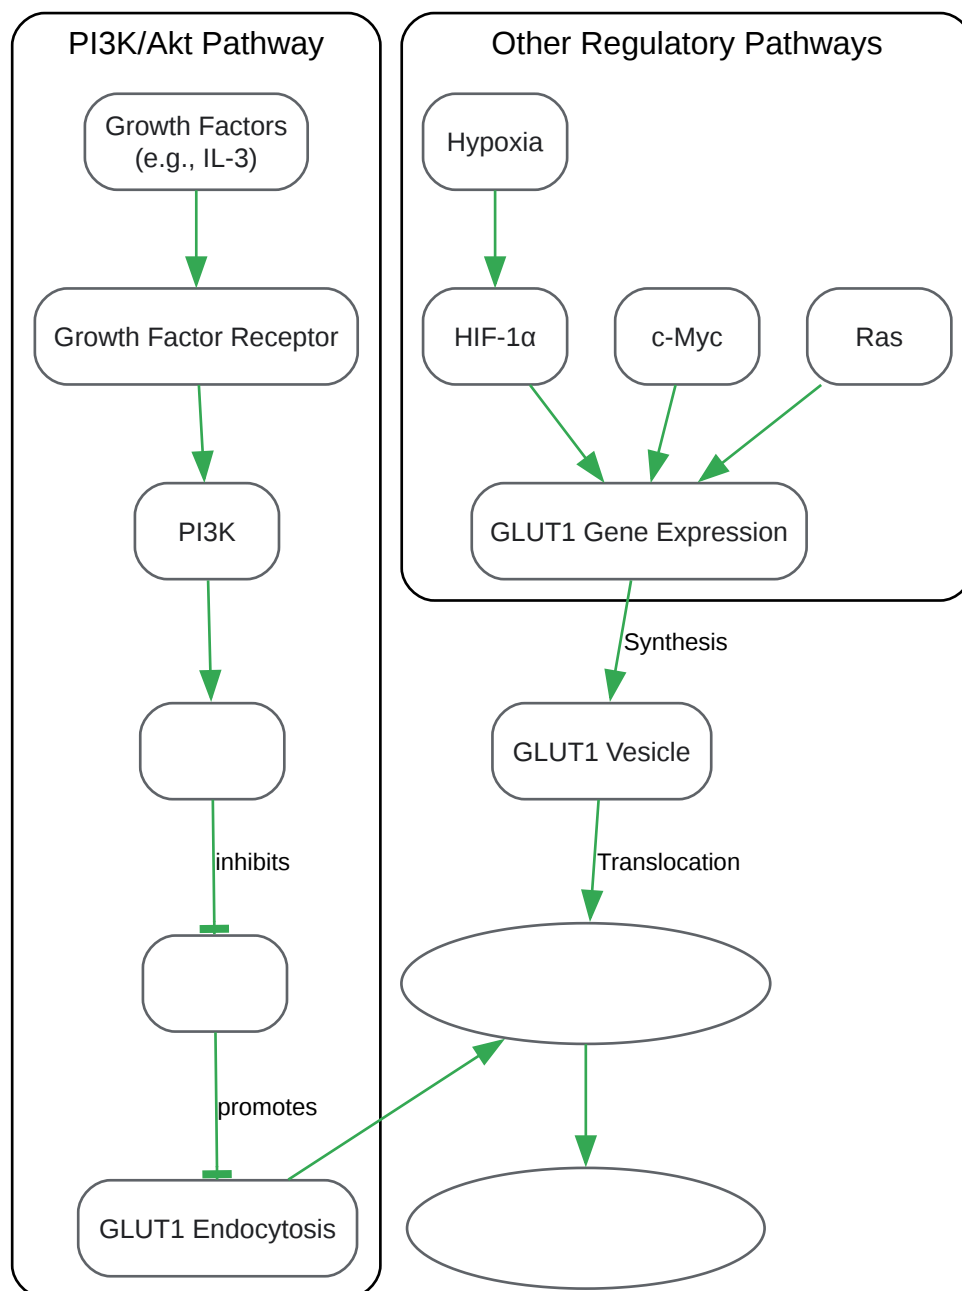 PI3K/Akt Pathway
Growth Factors
(e.g., IL-3)
Growth Factor Receptor
PI3K
inhibits
promotes
GLUT1 Endocytosis
Other Regulatory Pathways
Hypoxia
HIF-1α
c-Myc
Ras
GLUT1 Gene Expression
Synthesis
GLUT1 Vesicle
Translocation